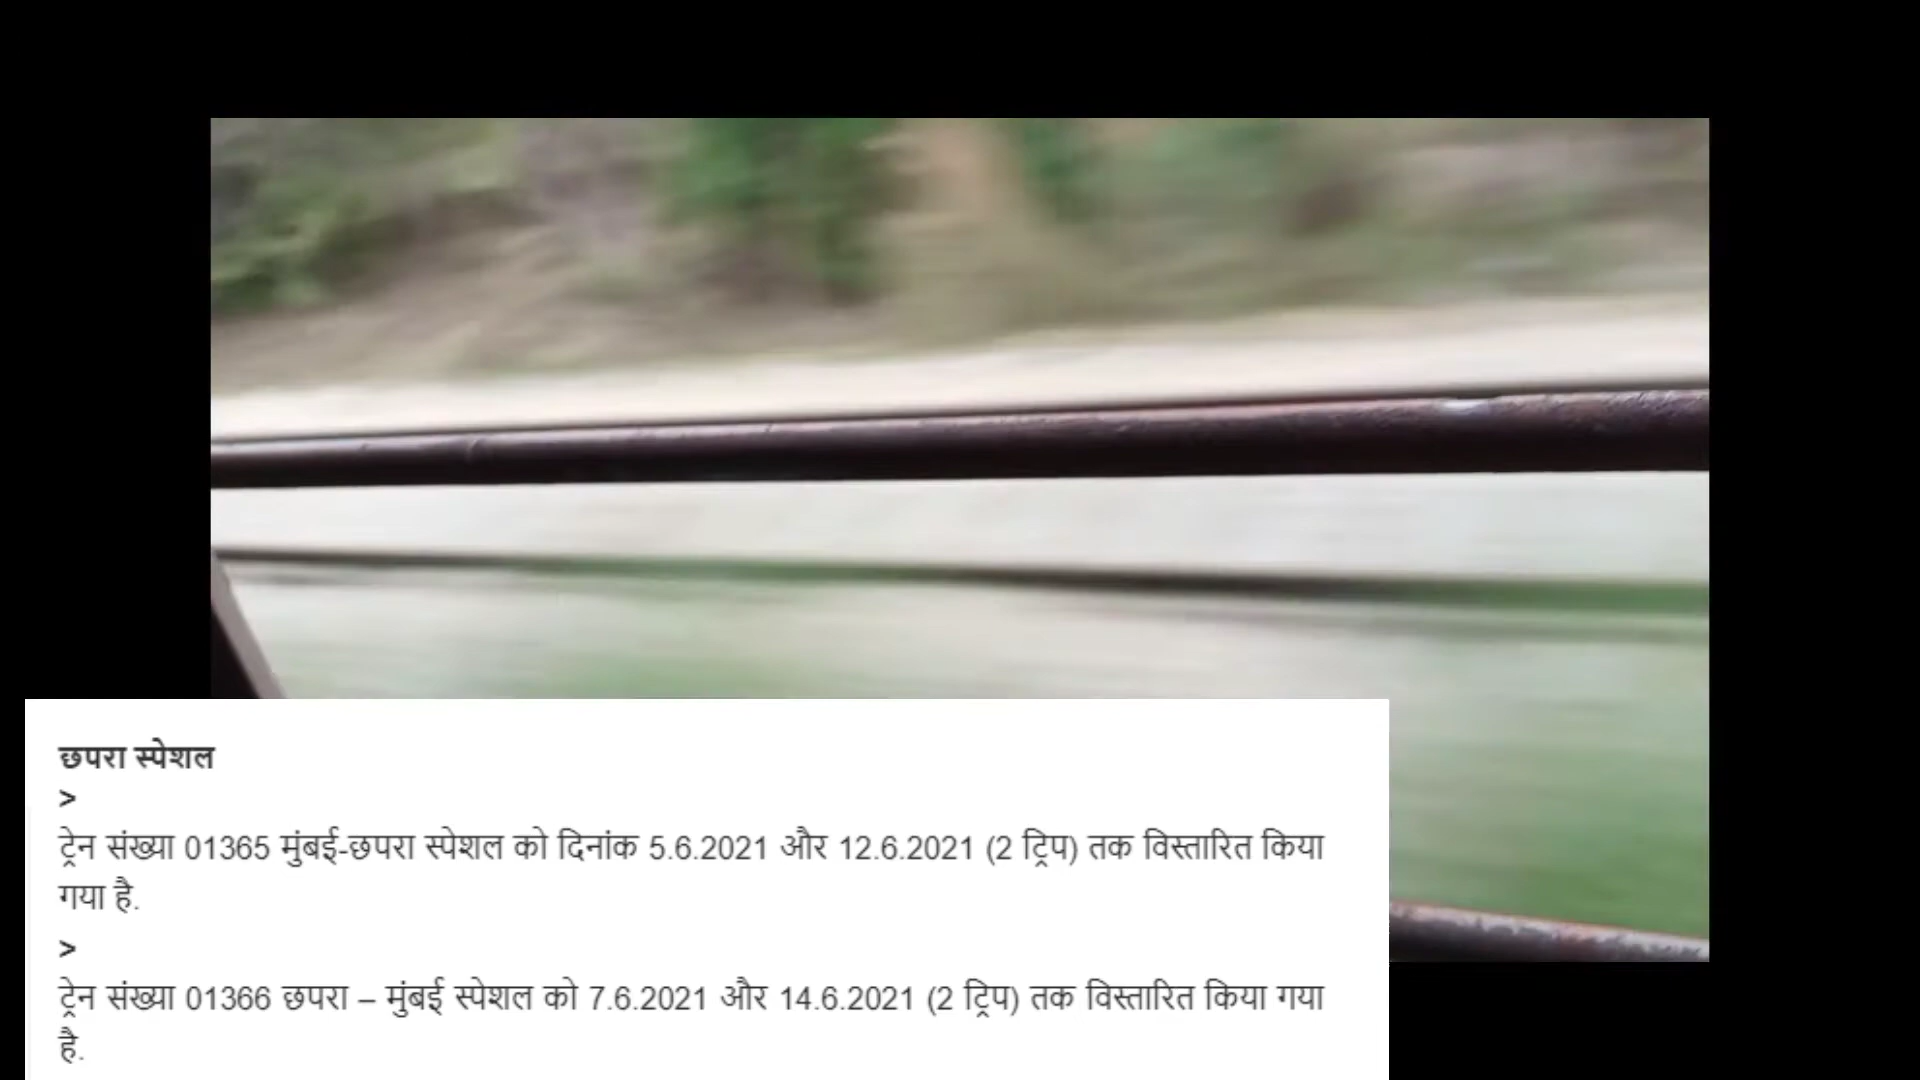 छपरा स्पेशल
>
ट्रेन संख्या 01365 मुंबई-छपरा स्पेशल को दिनांक 5.6.2021 और 12.6.2021 (2 ट्रिप) तक विस्तारित किया
गया है.
>
ट्रेन संख्या 01366 छपरा – मुंबई स्पेशल को 7.6.2021 और 14.6.2021 (2 ट्रिप) तक विस्तारित किया गया
है.